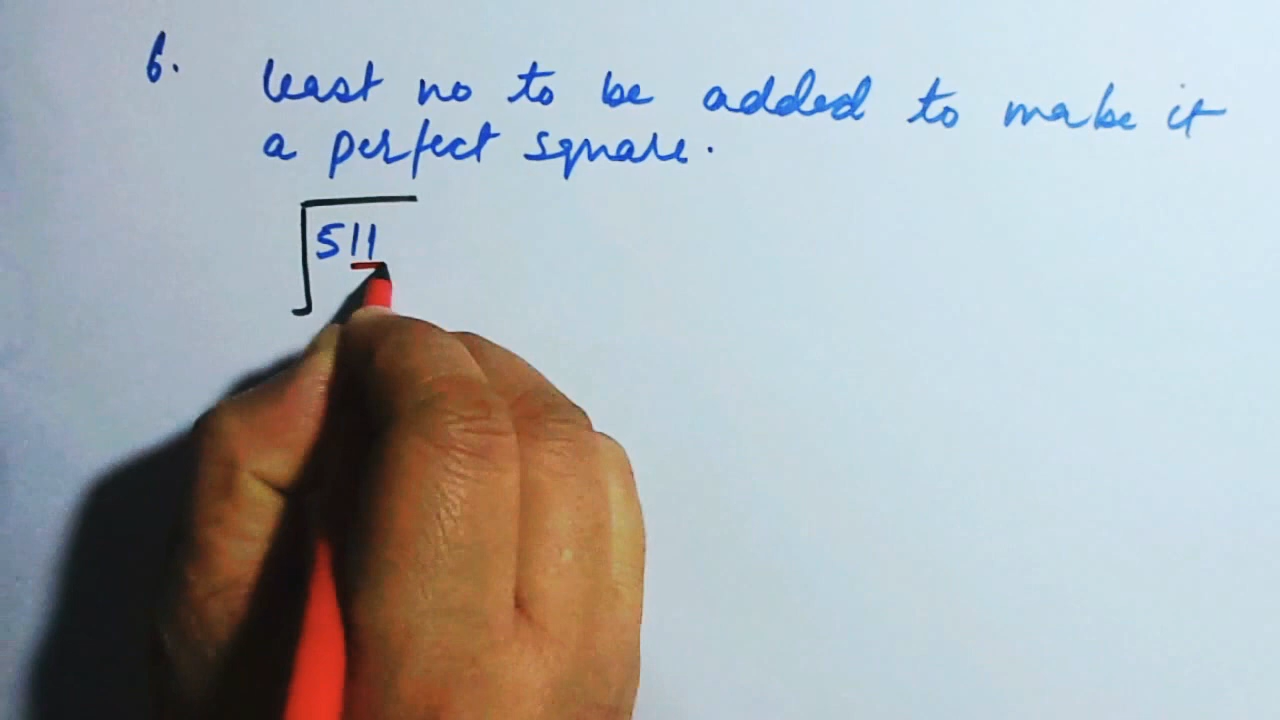 6. least no to be added to make it
a perfect square.
511